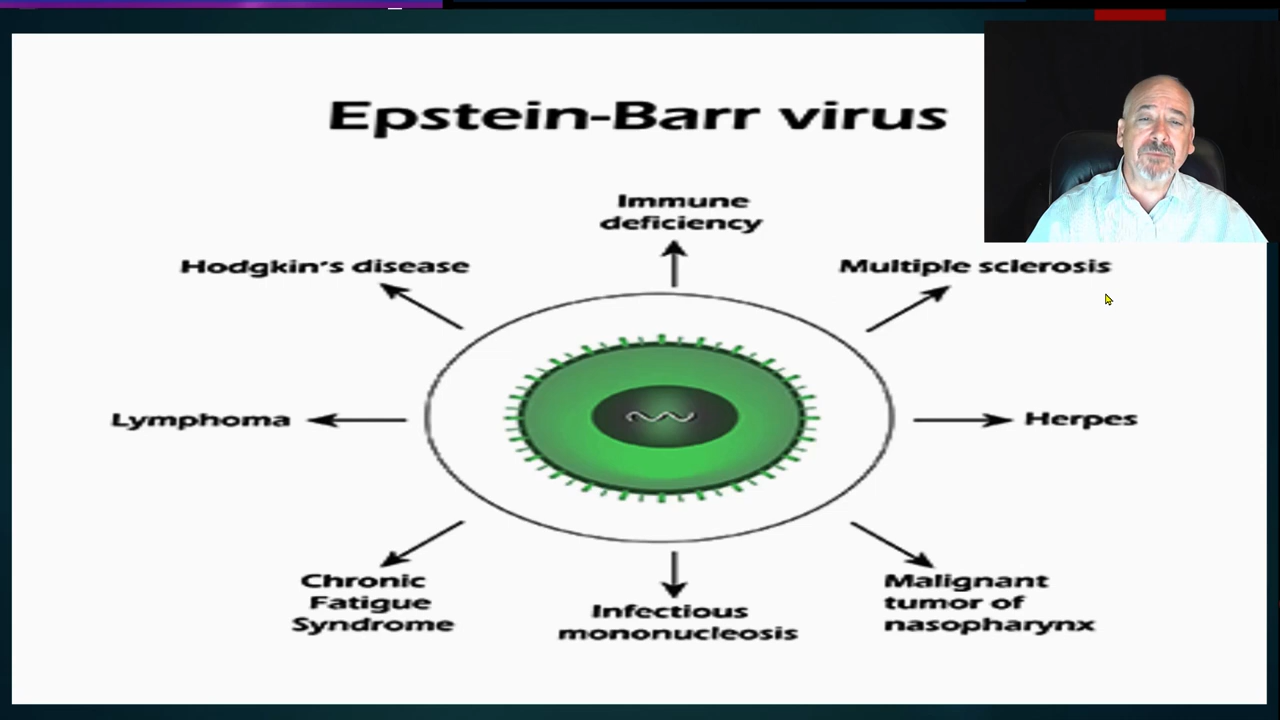 Epstein-Barr virus
Immune
deficiency
Hodgkin's disease
Multiple sclerosis
Lymphoma
Herpes
Chronic
Fatigue
Syndrome
Infectious
mononucleosis
Malignant
tumor of
nasopharynx